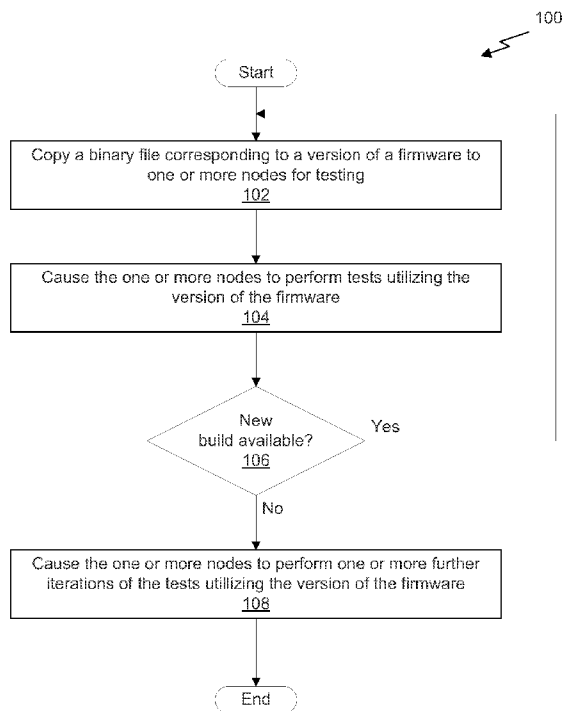 100
Start
Copy a binary file corresponding to a version of a firmware to
one or more nodes for testing
102
Cause the one or more nodes to perform tests utilizing the
version of the firmware
104
New
build available?
106
Yes
No
Cause the one or more nodes to perform one or more further
iterations of the tests utillizing the version of the firmware
108
End